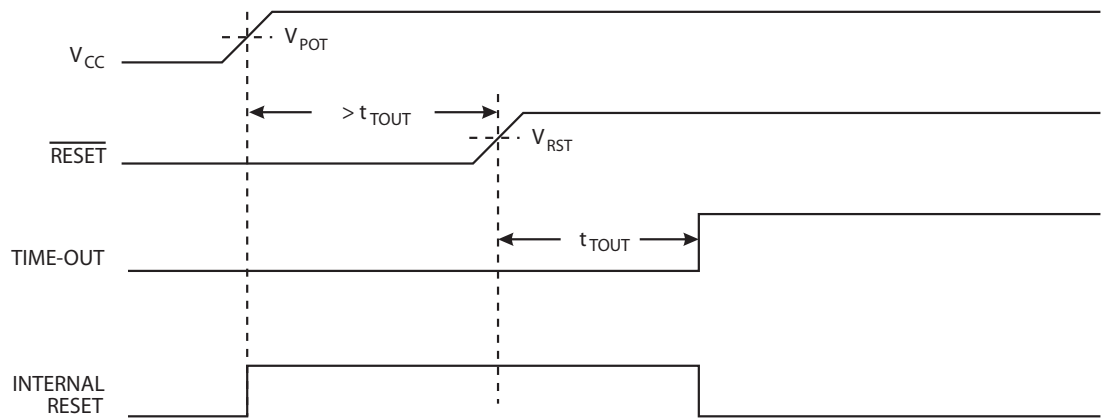 V_CC
V_POT
> t_TOUT
RESET
V_RST
TIME-OUT
t_TOUT
INTERNAL
RESET